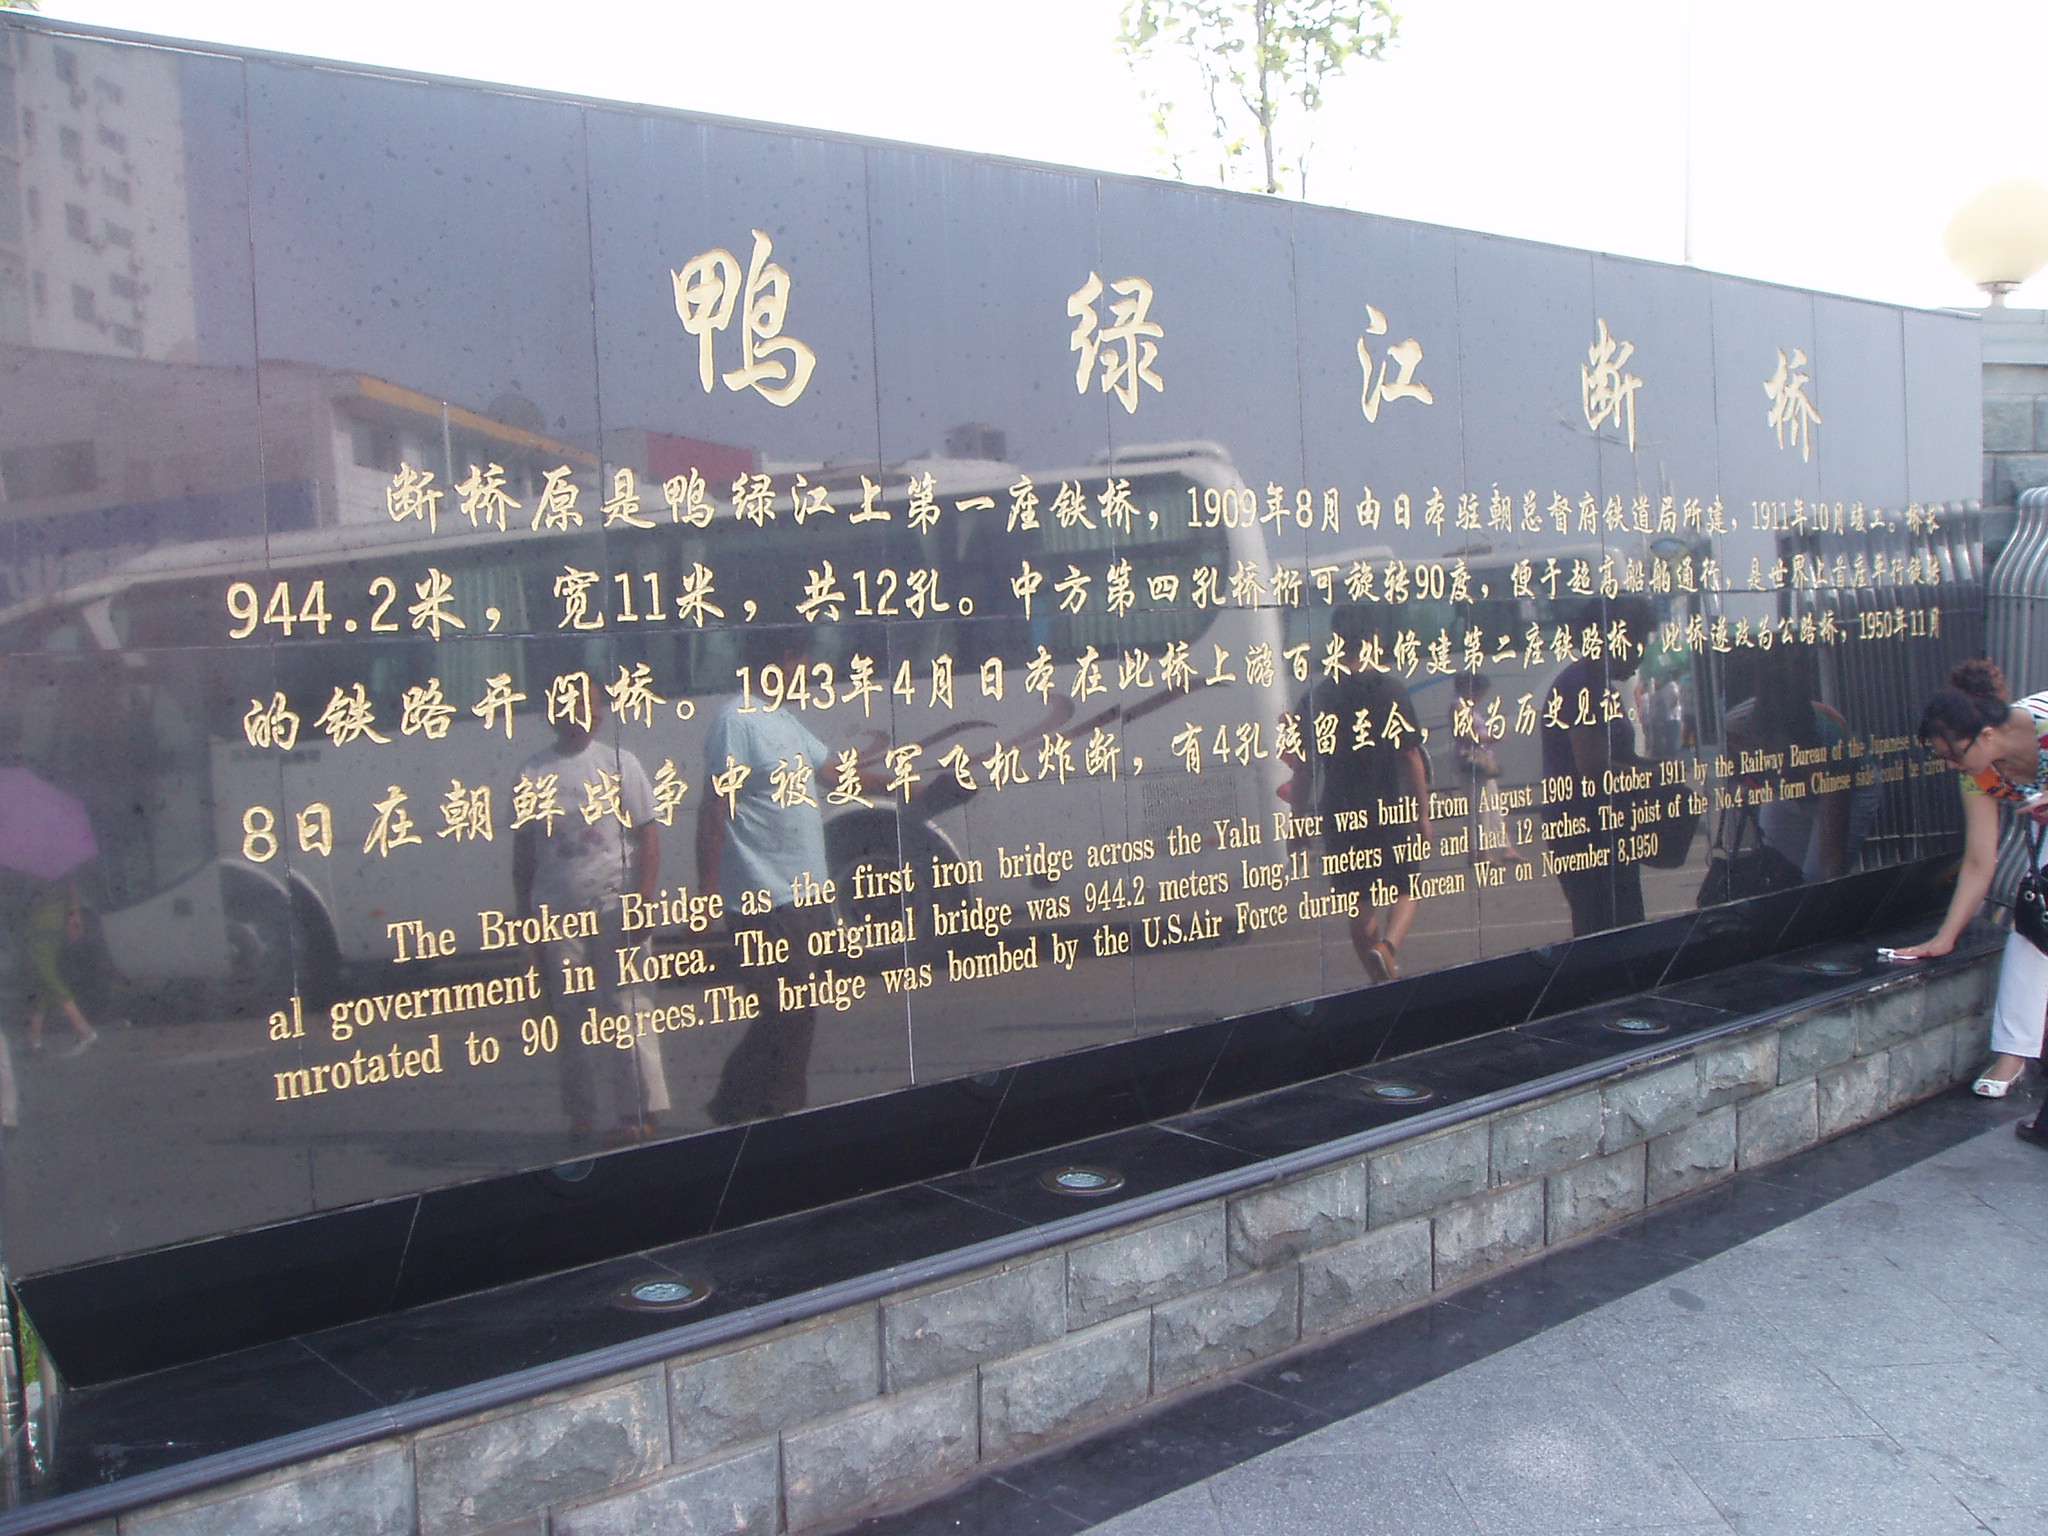 鸭绿江断桥
断桥原是鸭绿江上第一座铁桥，1909年8月由日本驻朝总督府铁道局所建，1911年10月竣工。桥长
944.2米，宽11米，共12孔。中方第四孔桥桁可旋转90度，便于超高船舶通行，是世界上首座平行旋转
的铁路开闭桥。1943年4月日本在此桥上游百米处修建第二座铁路桥，此桥遂改为公路桥，1950年11月
8日在朝鲜战争中被美军飞机炸断，有4孔残留至今，成为历史见证。
The Broken Bridge as the first iron bridge across the Yalu River was built from August 1909 to October 1911 by the Railway Bureau of the Japanese
al government in Korea. The original bridge was 944.2 meters long,11 meters wide and had 12 arches. The joist of the No.4 arch form Chinese side could be
mrotated to 90 degrees.The bridge was bombed by the U.S.Air Force during the Korean War on November 8,1950